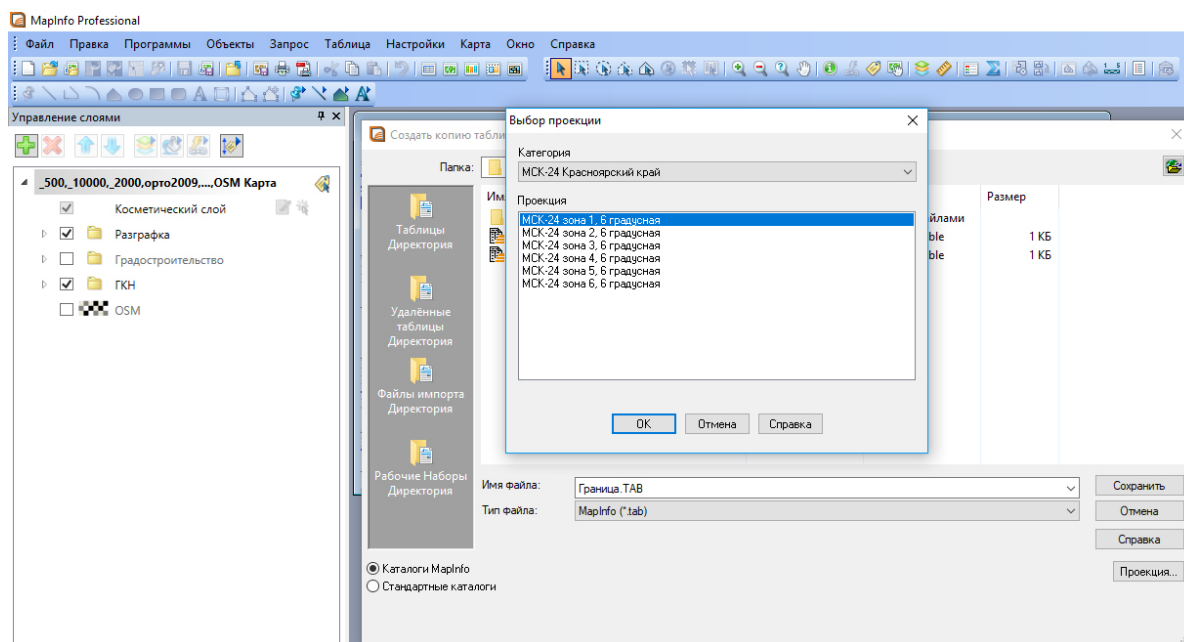 MapInfo Professional
Файл Правка Программы Объекты Запрос Таблица Настройки Карта Окно Справка
Управление слоями
_500,_10000,_2000,орто2009,...,OSM Карта
Косметический слой
Разграфка
Градостроительство
ГКН
OSM
Создать копию табли
Папка:
Таблицы
Директория
Удалённые
таблицы
Директория
Файлы импорта
Директория
Рабочие Наборы
Директория
Им
Размер
йлами
ble 1 КБ
ble 1 КБ
Выбор проекции
Категория
МСК-24 Красноярский край
Проекция
МСК-24 зона 1, 6 градусная
МСК-24 зона 2, 6 градусная
МСК-24 зона 3, 6 градусная
МСК-24 зона 4, 6 градусная
МСК-24 зона 5, 6 градусная
МСК-24 зона 6, 6 градусная
OK Отмена Справка
Имя файла: Граница.TAB Сохранить
Тип файла: MapInfo (*.tab) Отмена
Справка
Каталоги MapInfo
Стандартные каталоги
Проекция...